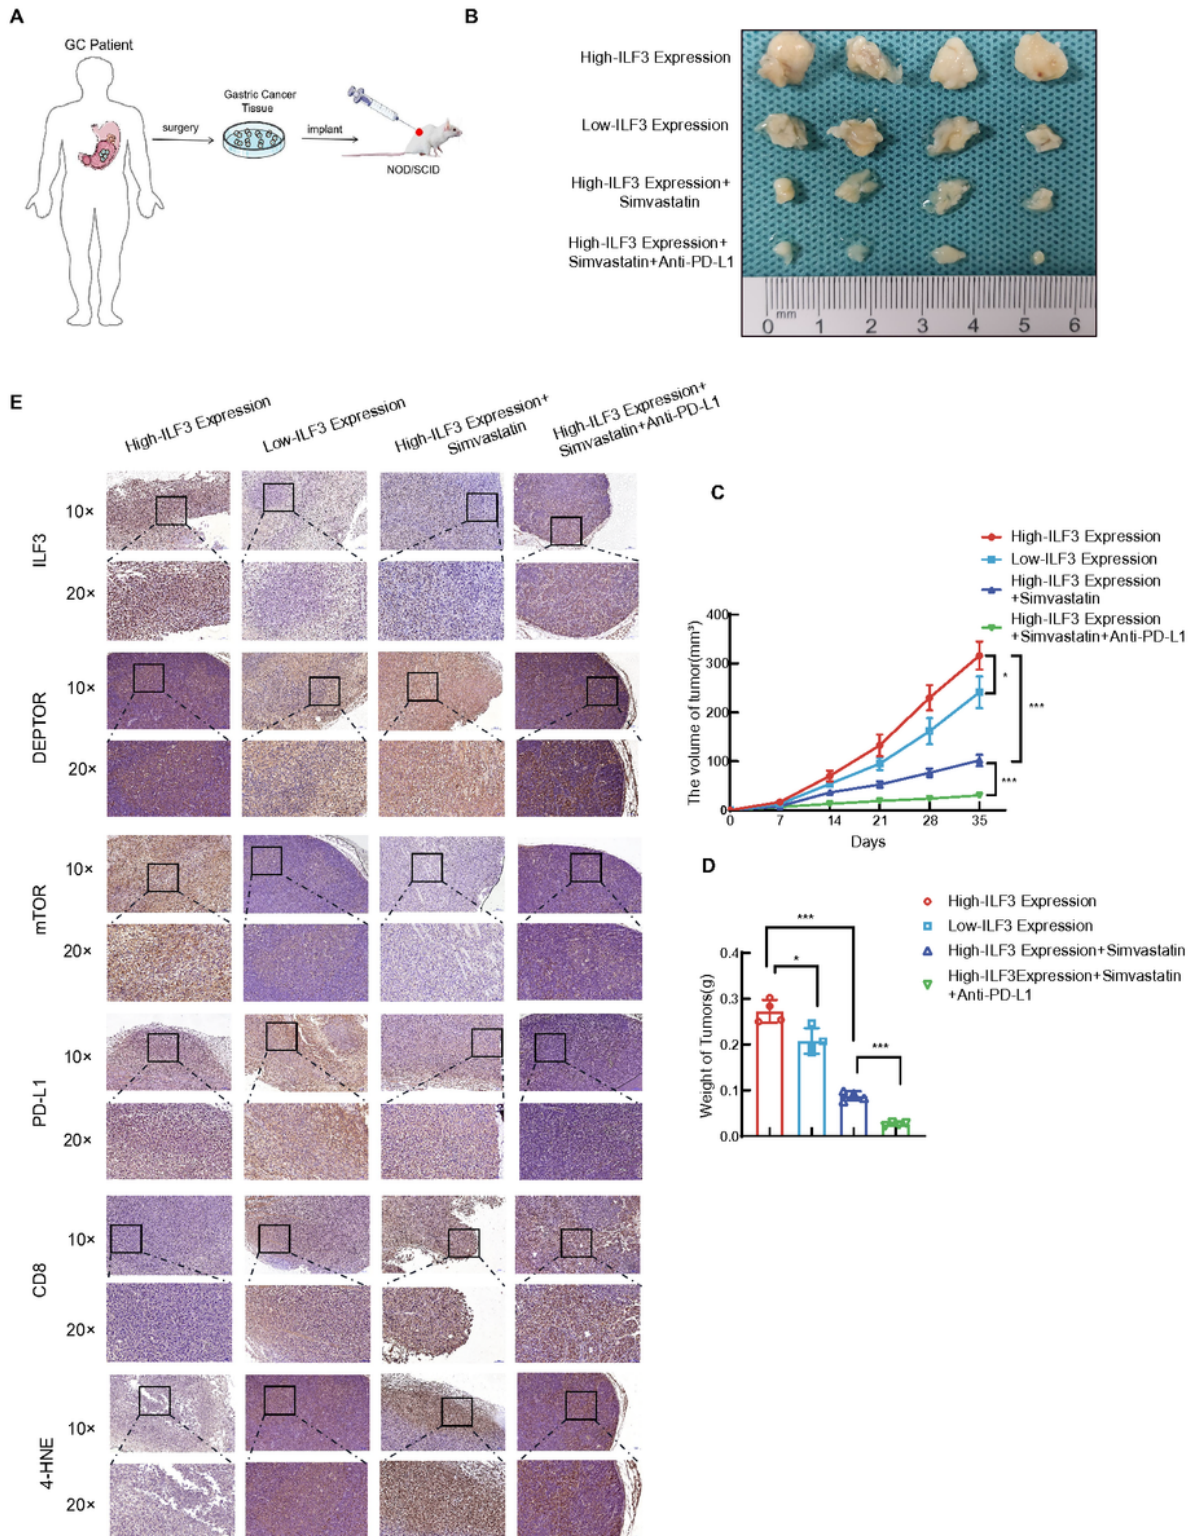 A
GC Patient
surgery
Gastric Cancer
Tissue
implant
NOD/SCID
B
High-ILF3 Expression
Low-ILF3 Expression
High-ILF3 Expression+
Simvastatin
High-ILF3 Expression+
Simvastatin+Anti-PD-L1
0 mm 1 2 3 4 5 6
E
High-ILF3 Expression
Low-ILF3 Expression
High-ILF3 Expression+
Simvastatin
High-ILF3 Expression+
Simvastatin+Anti-PD-L1
ILF3
10×
20×
DEPTOR
10×
20×
mTOR
10×
20×
PD-L1
10×
20×
CD8
10×
20×
4-HNE
10×
20×
C
High-ILF3 Expression
Low-ILF3 Expression
High-ILF3 Expression
+Simvastatin
High-ILF3 Expression
+Simvastatin+Anti-PD-L1
The volume of tumor(mm³)
400
300
200
100
0
0 7 14 21 28 35
Days
*
***
***
D
High-ILF3 Expression
Low-ILF3 Expression
High-ILF3 Expression+Simvastatin
High-ILF3Expression+Simvastatin
+Anti-PD-L1
Weight of Tumors(g)
0.4
0.3
0.2
0.1
0.0
***
*
***